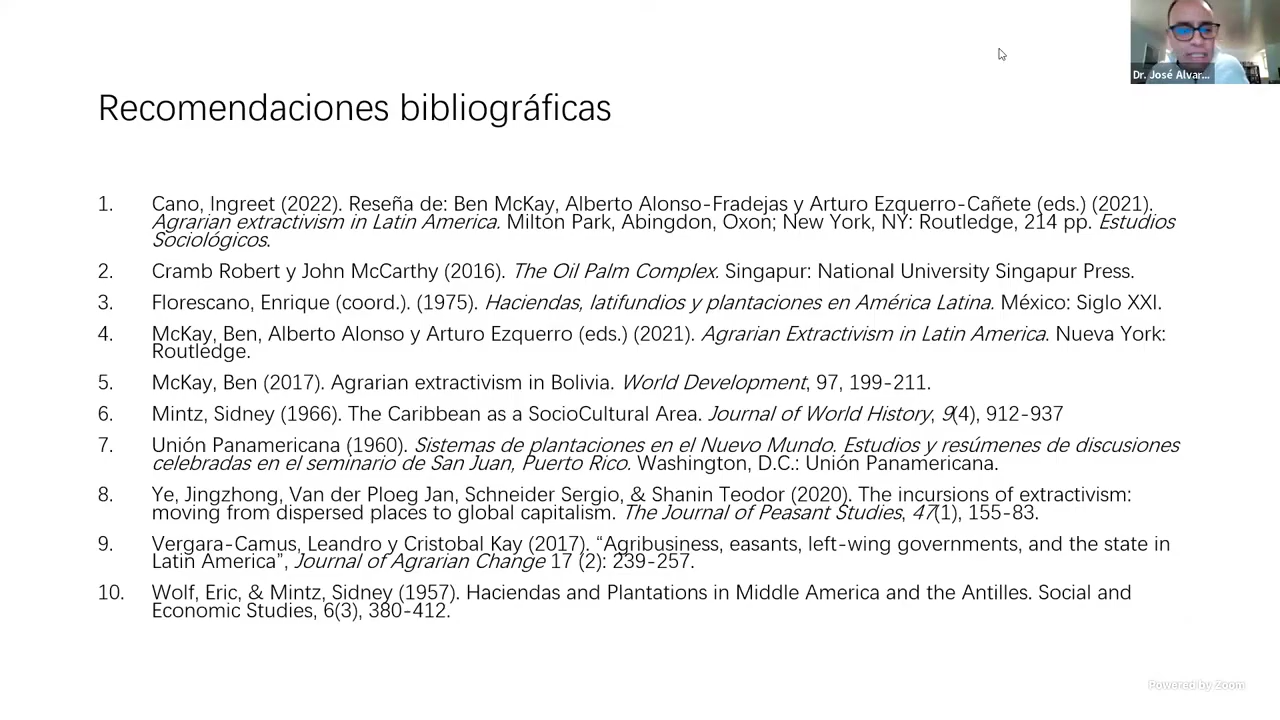 Dr. José Alvar...
Recomendaciones bibliográficas
1. Cano, Ingreet (2022). Reseña de: Ben McKay, Alberto Alonso-Fradejas y Arturo Ezquerro-Cañete (eds.) (2021).
Agrarian extractivism in Latin America. Milton Park, Abingdon, Oxon; New York, NY: Routledge, 214 pp. Estudios
Sociológicos.
2. Cramb Robert y John McCarthy (2016). The Oil Palm Complex. Singapur: National University Singapur Press.
3. Florescano, Enrique (coord.). (1975). Haciendas, latifundios y plantaciones en América Latina. México: Siglo XXI.
4. McKay, Ben, Alberto Alonso y Arturo Ezquerro (eds.) (2021). Agrarian Extractivism in Latin America. Nueva York:
Routledge.
5. McKay, Ben (2017). Agrarian extractivism in Bolivia. World Development, 97, 199-211.
6. Mintz, Sidney (1966). The Caribbean as a SocioCultural Area. Journal of World History, 9(4), 912-937
7. Unión Panamericana (1960). Sistemas de plantaciones en el Nuevo Mundo. Estudios y resúmenes de discusiones
celebradas en el seminario de San Juan, Puerto Rico. Washington, D.C.: Unión Panamericana.
8. Ye, Jingzhong, Van der Ploeg Jan, Schneider Sergio, & Shanin Teodor (2020). The incursions of extractivism:
moving from dispersed places to global capitalism. The Journal of Peasant Studies, 47(1), 155-83.
9. Vergara-Camus, Leandro y Cristobal Kay (2017). “Agribusiness, easants, left-wing governments, and the state in
Latin America”, Journal of Agrarian Change 17 (2): 239-257.
10. Wolf, Eric, & Mintz, Sidney (1957). Haciendas and Plantations in Middle America and the Antilles. Social and
Economic Studies, 6(3), 380-412.
Powered by Zoom